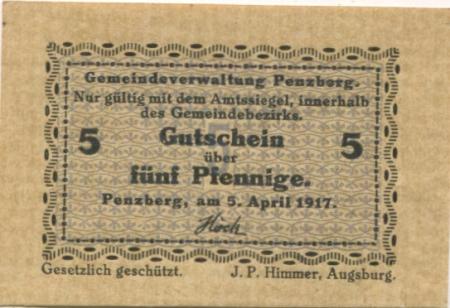 Gemeindeverwaltung Penzberg.
Nur gültig mit dem Amtssiegel, innerhalb
des Gemeindebezirks.
5 Gutschein 5
über
fünf Pfennige.
Penzberg, am 5. April 1917.
Höck
Gesetzlich geschützt. J. P. Himmer, Augsburg.